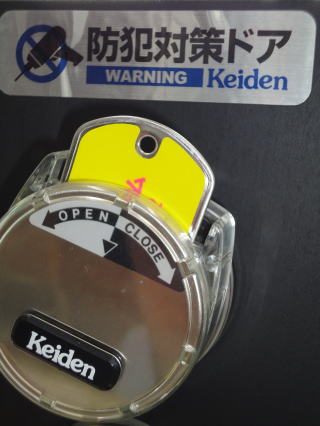 防犯対策ドア
WARNING Keiden
OPEN CLOSE
Keiden